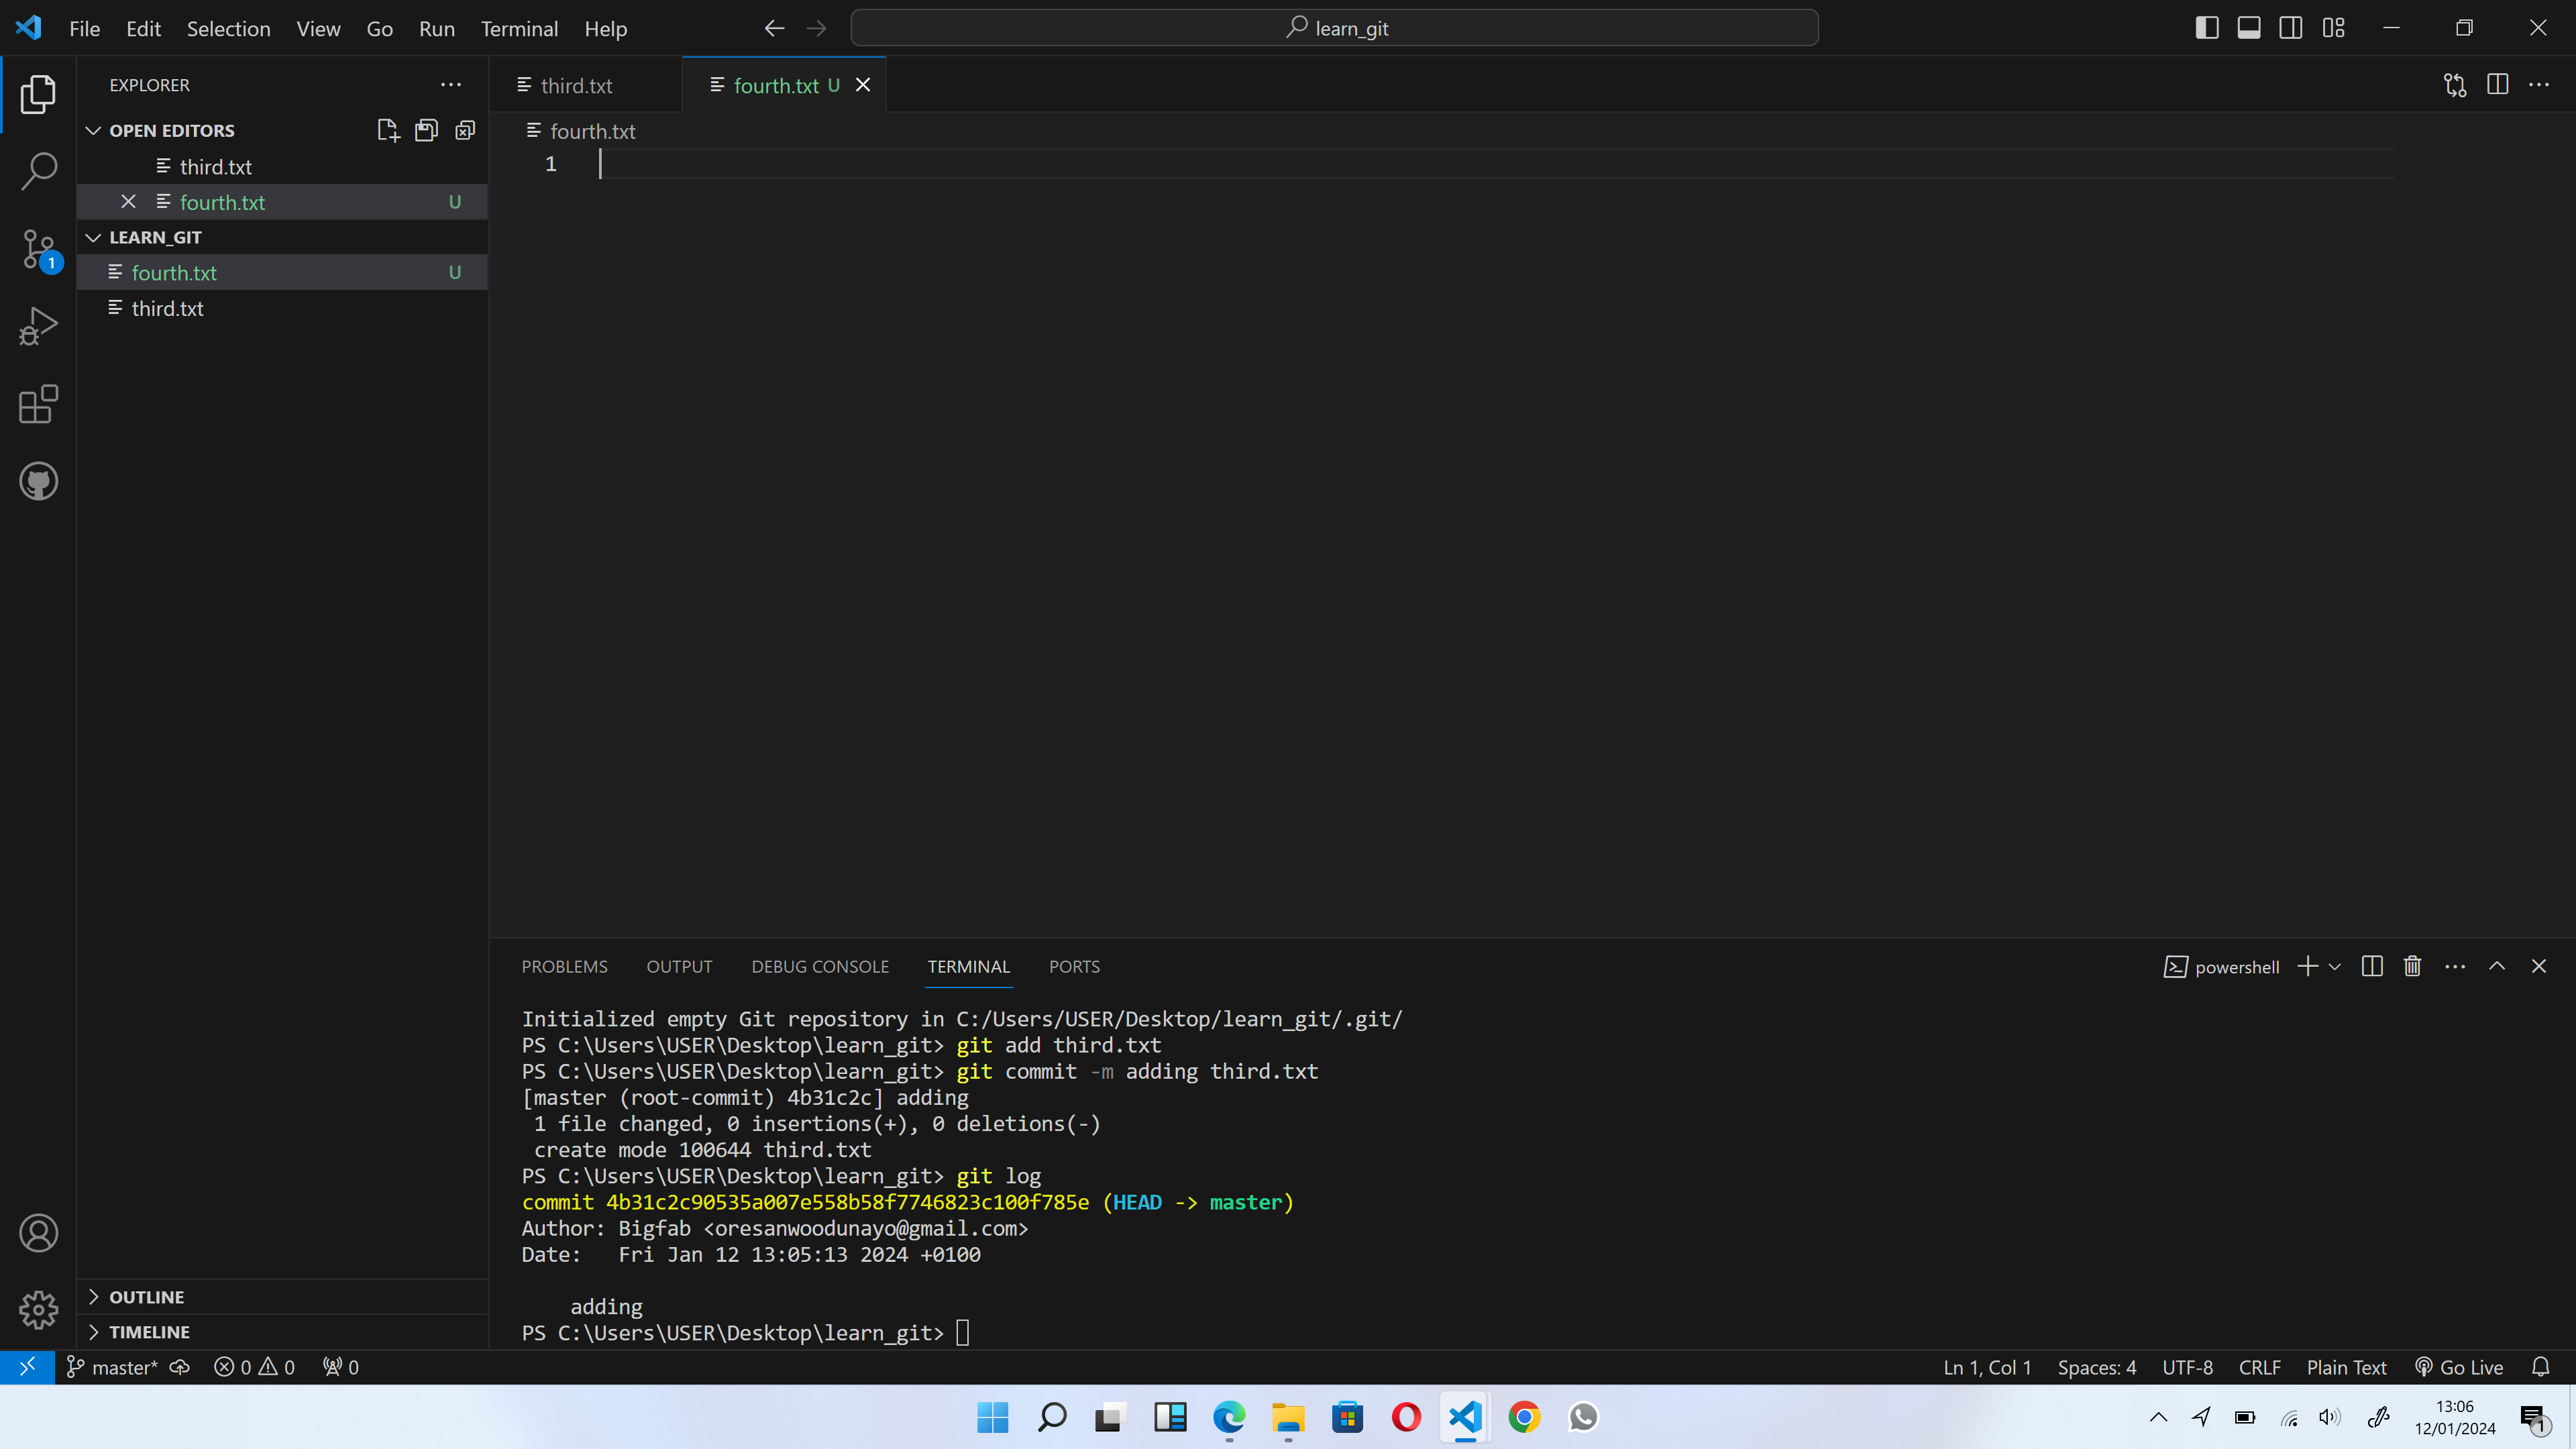 File Edit Selection View Go Run Terminal Help
learn_git
EXPLORER
OPEN EDITORS
third.txt
fourth.txt U
LEARN_GIT
fourth.txt U
third.txt
1
OUTLINE
TIMELINE
third.txt
fourth.txt U
fourth.txt
1
PROBLEMS OUTPUT DEBUG CONSOLE TERMINAL PORTS
powershell
Initialized empty Git repository in C:/Users/USER/Desktop/learn_git/.git/
PS C:\Users\USER\Desktop\learn_git> git add third.txt
PS C:\Users\USER\Desktop\learn_git> git commit -m adding third.txt
[master (root-commit) 4b31c2c] adding
1 file changed, 0 insertions(+), 0 deletions(-)
create mode 100644 third.txt
PS C:\Users\USER\Desktop\learn_git> git log
commit 4b31c2c90535a007e558b58f7746823c100f785e (HEAD -> master)
Author: Bigfab <oresanwoodunayo@gmail.com>
Date:   Fri Jan 12 13:05:13 2024 +0100
adding
PS C:\Users\USER\Desktop\learn_git>
master* 0 0 0
Ln 1, Col 1 Spaces: 4 UTF-8 CRLF Plain Text Go Live
13:06
12/01/2024
1